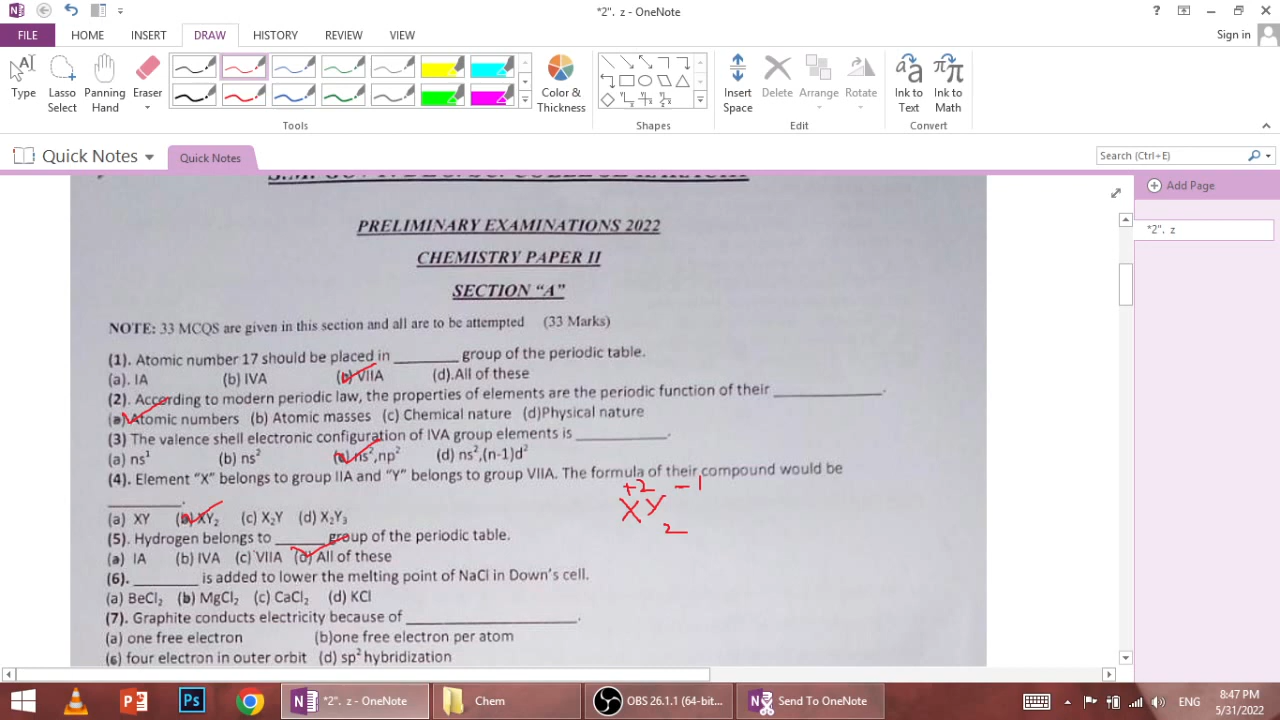 *2". z - OneNote
?
FILE HOME INSERT DRAW HISTORY REVIEW VIEW Sign in
Type Lasso Select Panning Hand Eraser Color & Thickness Insert Space Delete Arrange Rotate Ink to Text Ink to Math
Tools Shapes Edit Convert
Quick Notes Quick Notes Search (Ctrl+E)
Add Page
*2". z
PRELIMINARY EXAMINATIONS 2022
CHEMISTRY PAPER II
SECTION "A"
NOTE: 33 MCQS are given in this section and all are to be attempted (33 Marks)
(1). Atomic number 17 should be placed in ________ group of the periodic table.
(a). IA (b) IVA (c) VIIA (d).All of these
(2). According to modern periodic law, the properties of elements are the periodic function of their ______________.
(a) Atomic numbers (b) Atomic masses (c) Chemical nature (d)Physical nature
(3) The valence shell electronic configuration of IVA group elements is ____________.
(a) ns¹ (b) ns² (c) ns²,np² (d) ns²,(n-1)d²
(4). Element "X" belongs to group IIA and "Y" belongs to group VIIA. The formula of their compound would be
__________.
+2 -1
X Y
2
(a) XY (b) XY₂ (c) X₂Y (d) X₂Y₃
(5). Hydrogen belongs to ______ group of the periodic table.
(a) IA (b) IVA (c) VIIA (d) All of these
(6). ________ is added to lower the melting point of NaCl in Down's cell.
(a) BeCl₂ (b) MgCl₂ (c) CaCl₂ (d) KCl
(7). Graphite conducts electricity because of ______________________.
(a) one free electron (b)one free electron per atom
(c) four electron in outer orbit (d) sp² hybridization
*2". z - OneNote Chem OBS 26.1.1 (64-bit... Send To OneNote ENG 8:47 PM
5/31/2022